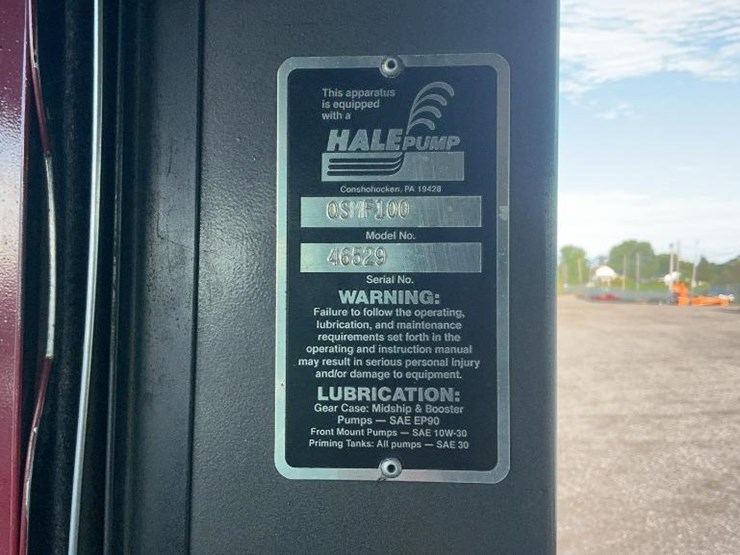 This apparatus
is equipped
with a
HALE PUMP
Conshohocken, PA 19428
QSMF100
Model No.
46529
Serial No.
WARNING:
Failure to follow the operating,
lubrication, and maintenance
requirements set forth in the
operating and instruction manual
may result in serious personal injury
and/or damage to equipment.
LUBRICATION:
Gear Case: Midship & Booster
Pumps — SAE EP90
Front Mount Pumps — SAE 10W-30
Priming Tanks: All pumps — SAE 30